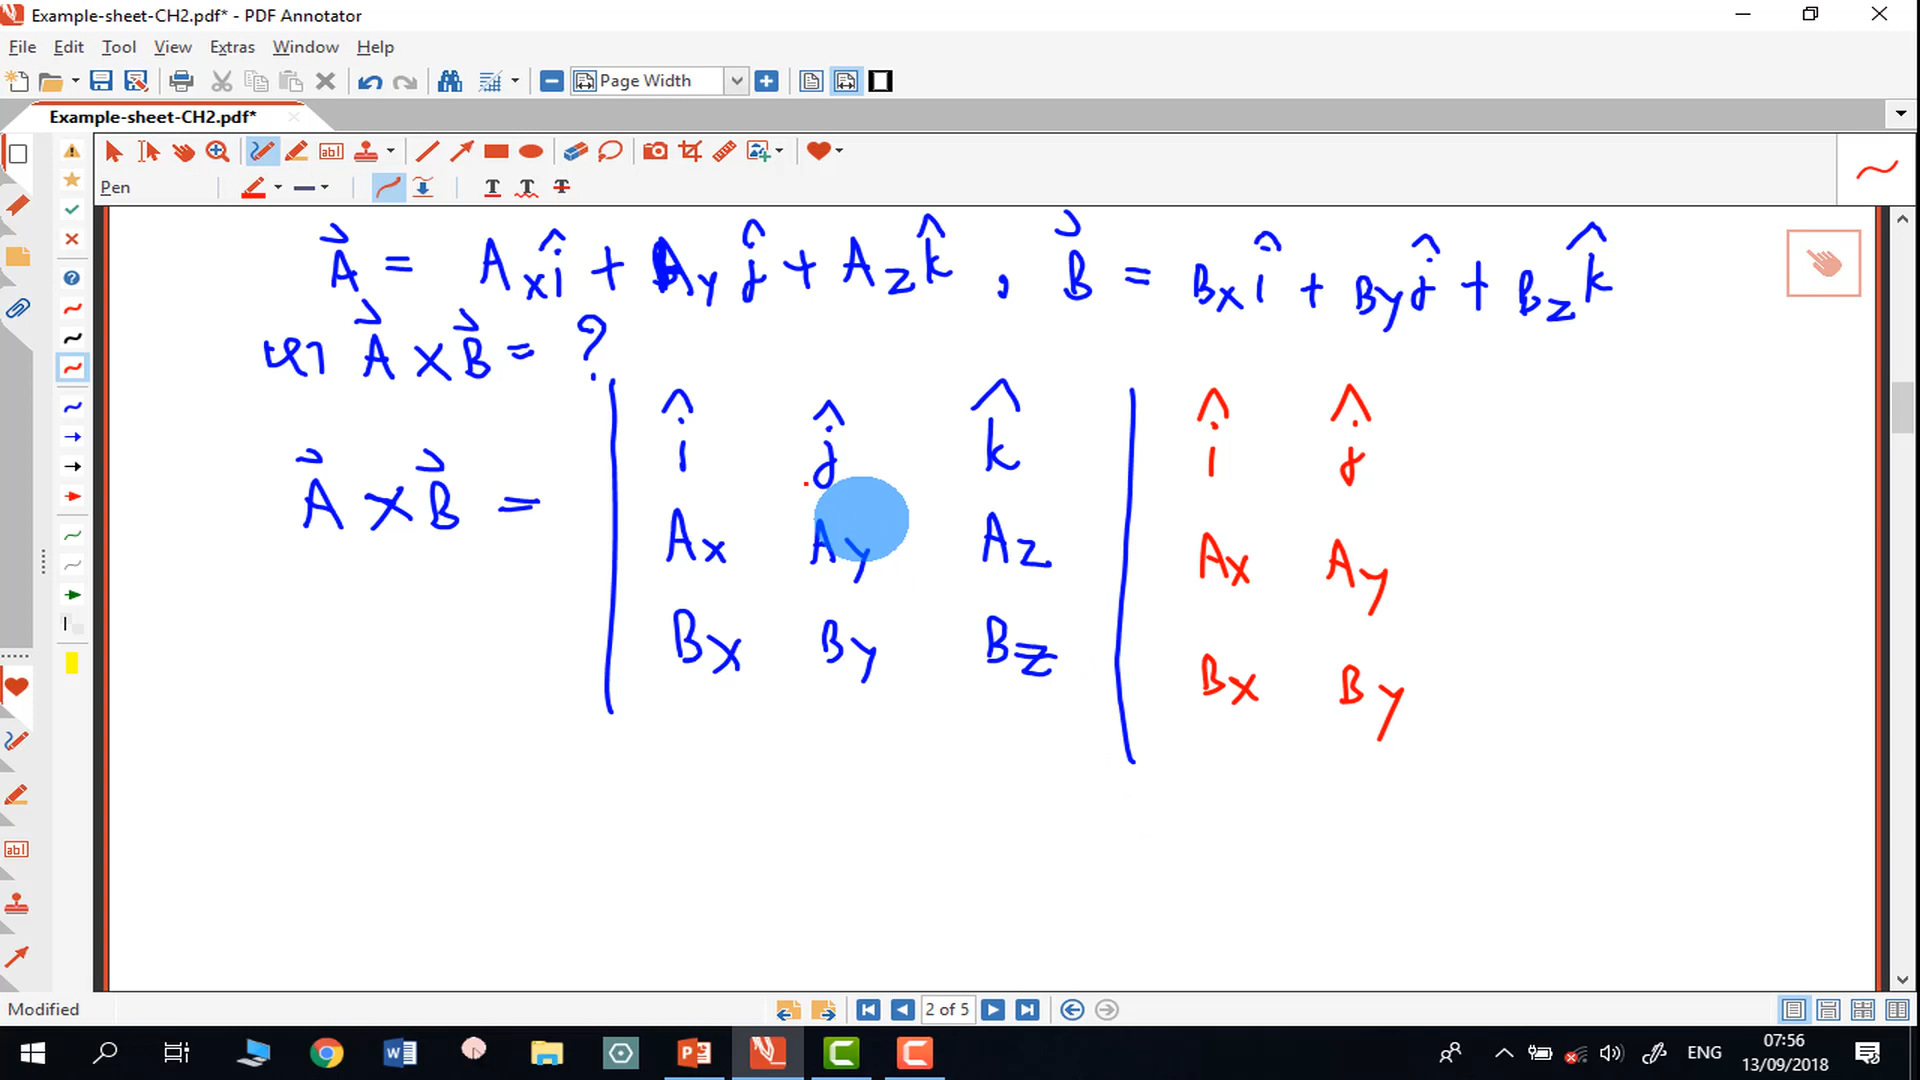 Example-sheet-CH2.pdf* - PDF Annotator
File Edit Tool View Extras Window Help
Page Width
Example-sheet-CH2.pdf*
Pen
A⃗ = Axî + Ayĵ + Azk̂ , B⃗ = Bxî + Byĵ + Bzk̂
A⃗ × B⃗ = ?
î ĵ k̂ î ĵ
A⃗ × B⃗ =
Ax Ay Az Ax Ay
Bx By Bz Bx By
Modified
2 of 5
ENG
07:56
13/09/2018